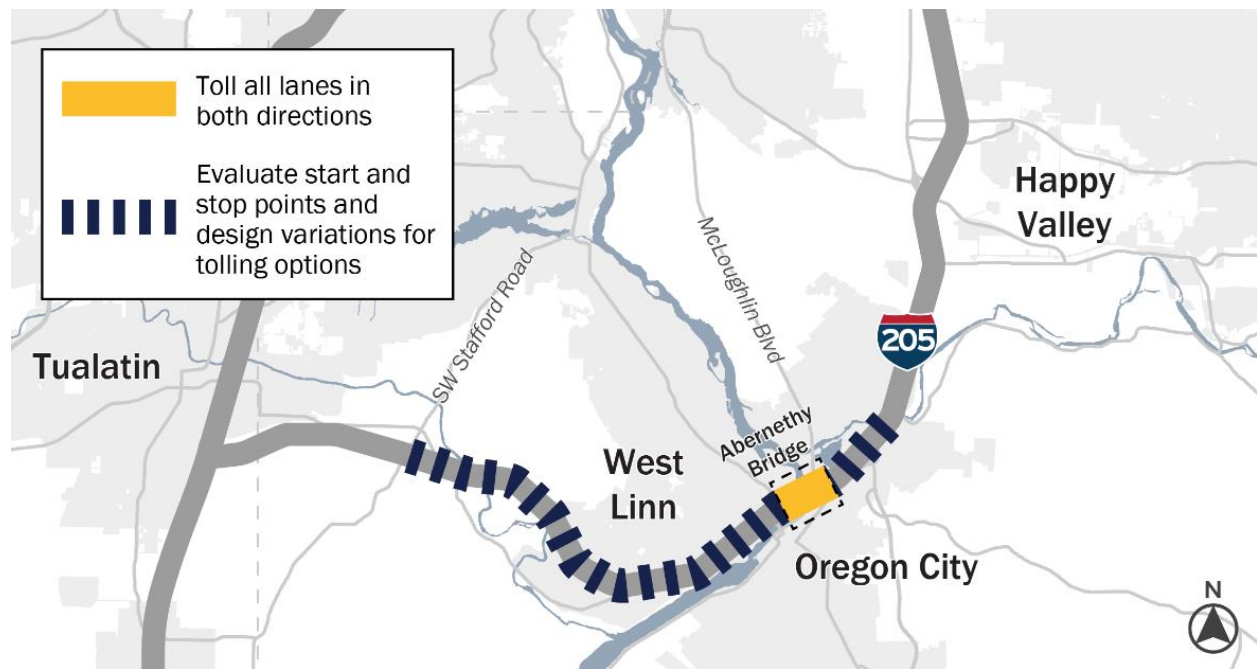 Toll all lanes in
both directions
Evaluate start and
stop points and
design variations for
tolling options
Happy
Valley
McLoughlin Blvd
SW Stafford Road
205
Tualatin
Abernethy
Bridge
West
Linn
Oregon City
N